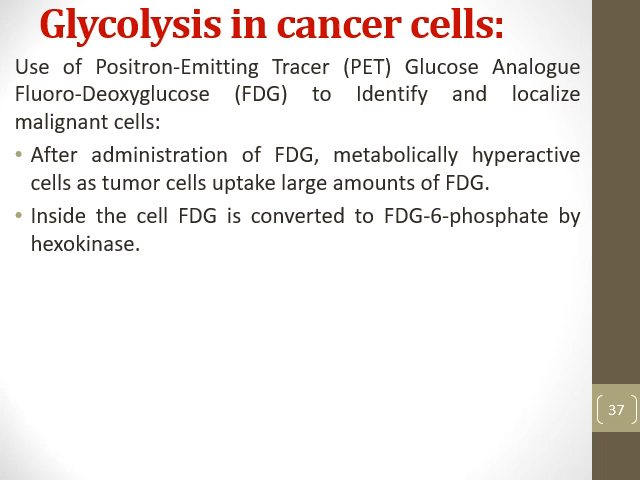 Glycolysis in cancer cells:
Use of Positron-Emitting Tracer (PET) Glucose Analogue
Fluoro-Deoxyglucose (FDG) to Identify and localize
malignant cells:
• After administration of FDG, metabolically hyperactive
cells as tumor cells uptake large amounts of FDG.
• Inside the cell FDG is converted to FDG-6-phosphate by
hexokinase.
37